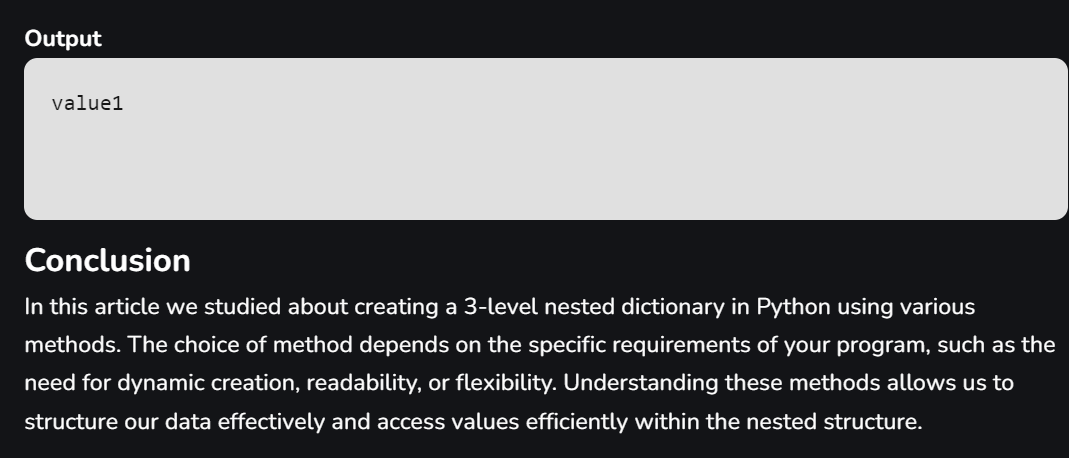 Output
value1
Conclusion
In this article we studied about creating a 3-level nested dictionary in Python using various
methods. The choice of method depends on the specific requirements of your program, such as the
need for dynamic creation, readability, or flexibility. Understanding these methods allows us to
structure our data effectively and access values efficiently within the nested structure.